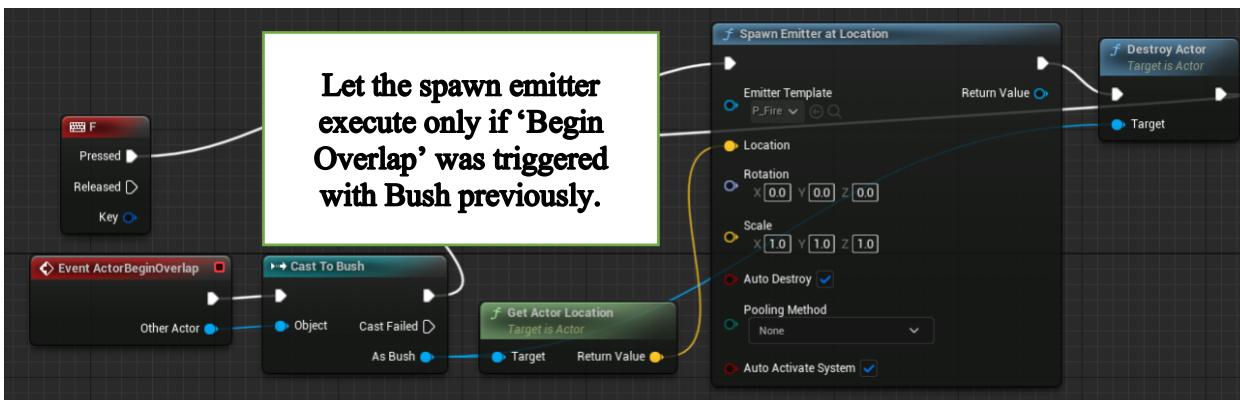 Let the spawn emitter
execute only if ‘Begin
Overlap’ was triggered
with Bush previously.
F
Pressed
Released
Key
Event ActorBeginOverlap
Other Actor
Cast To Bush
Object
Cast Failed
As Bush
f Get Actor Location
Target is Actor
Target
Return Value
f Spawn Emitter at Location
Emitter Template
Return Value
P_Fire
Location
Rotation
X 0.0 Y 0.0 Z 0.0
Scale
X 1.0 Y 1.0 Z 1.0
Auto Destroy
Pooling Method
None
Auto Activate System
f Destroy Actor
Target is Actor
Target